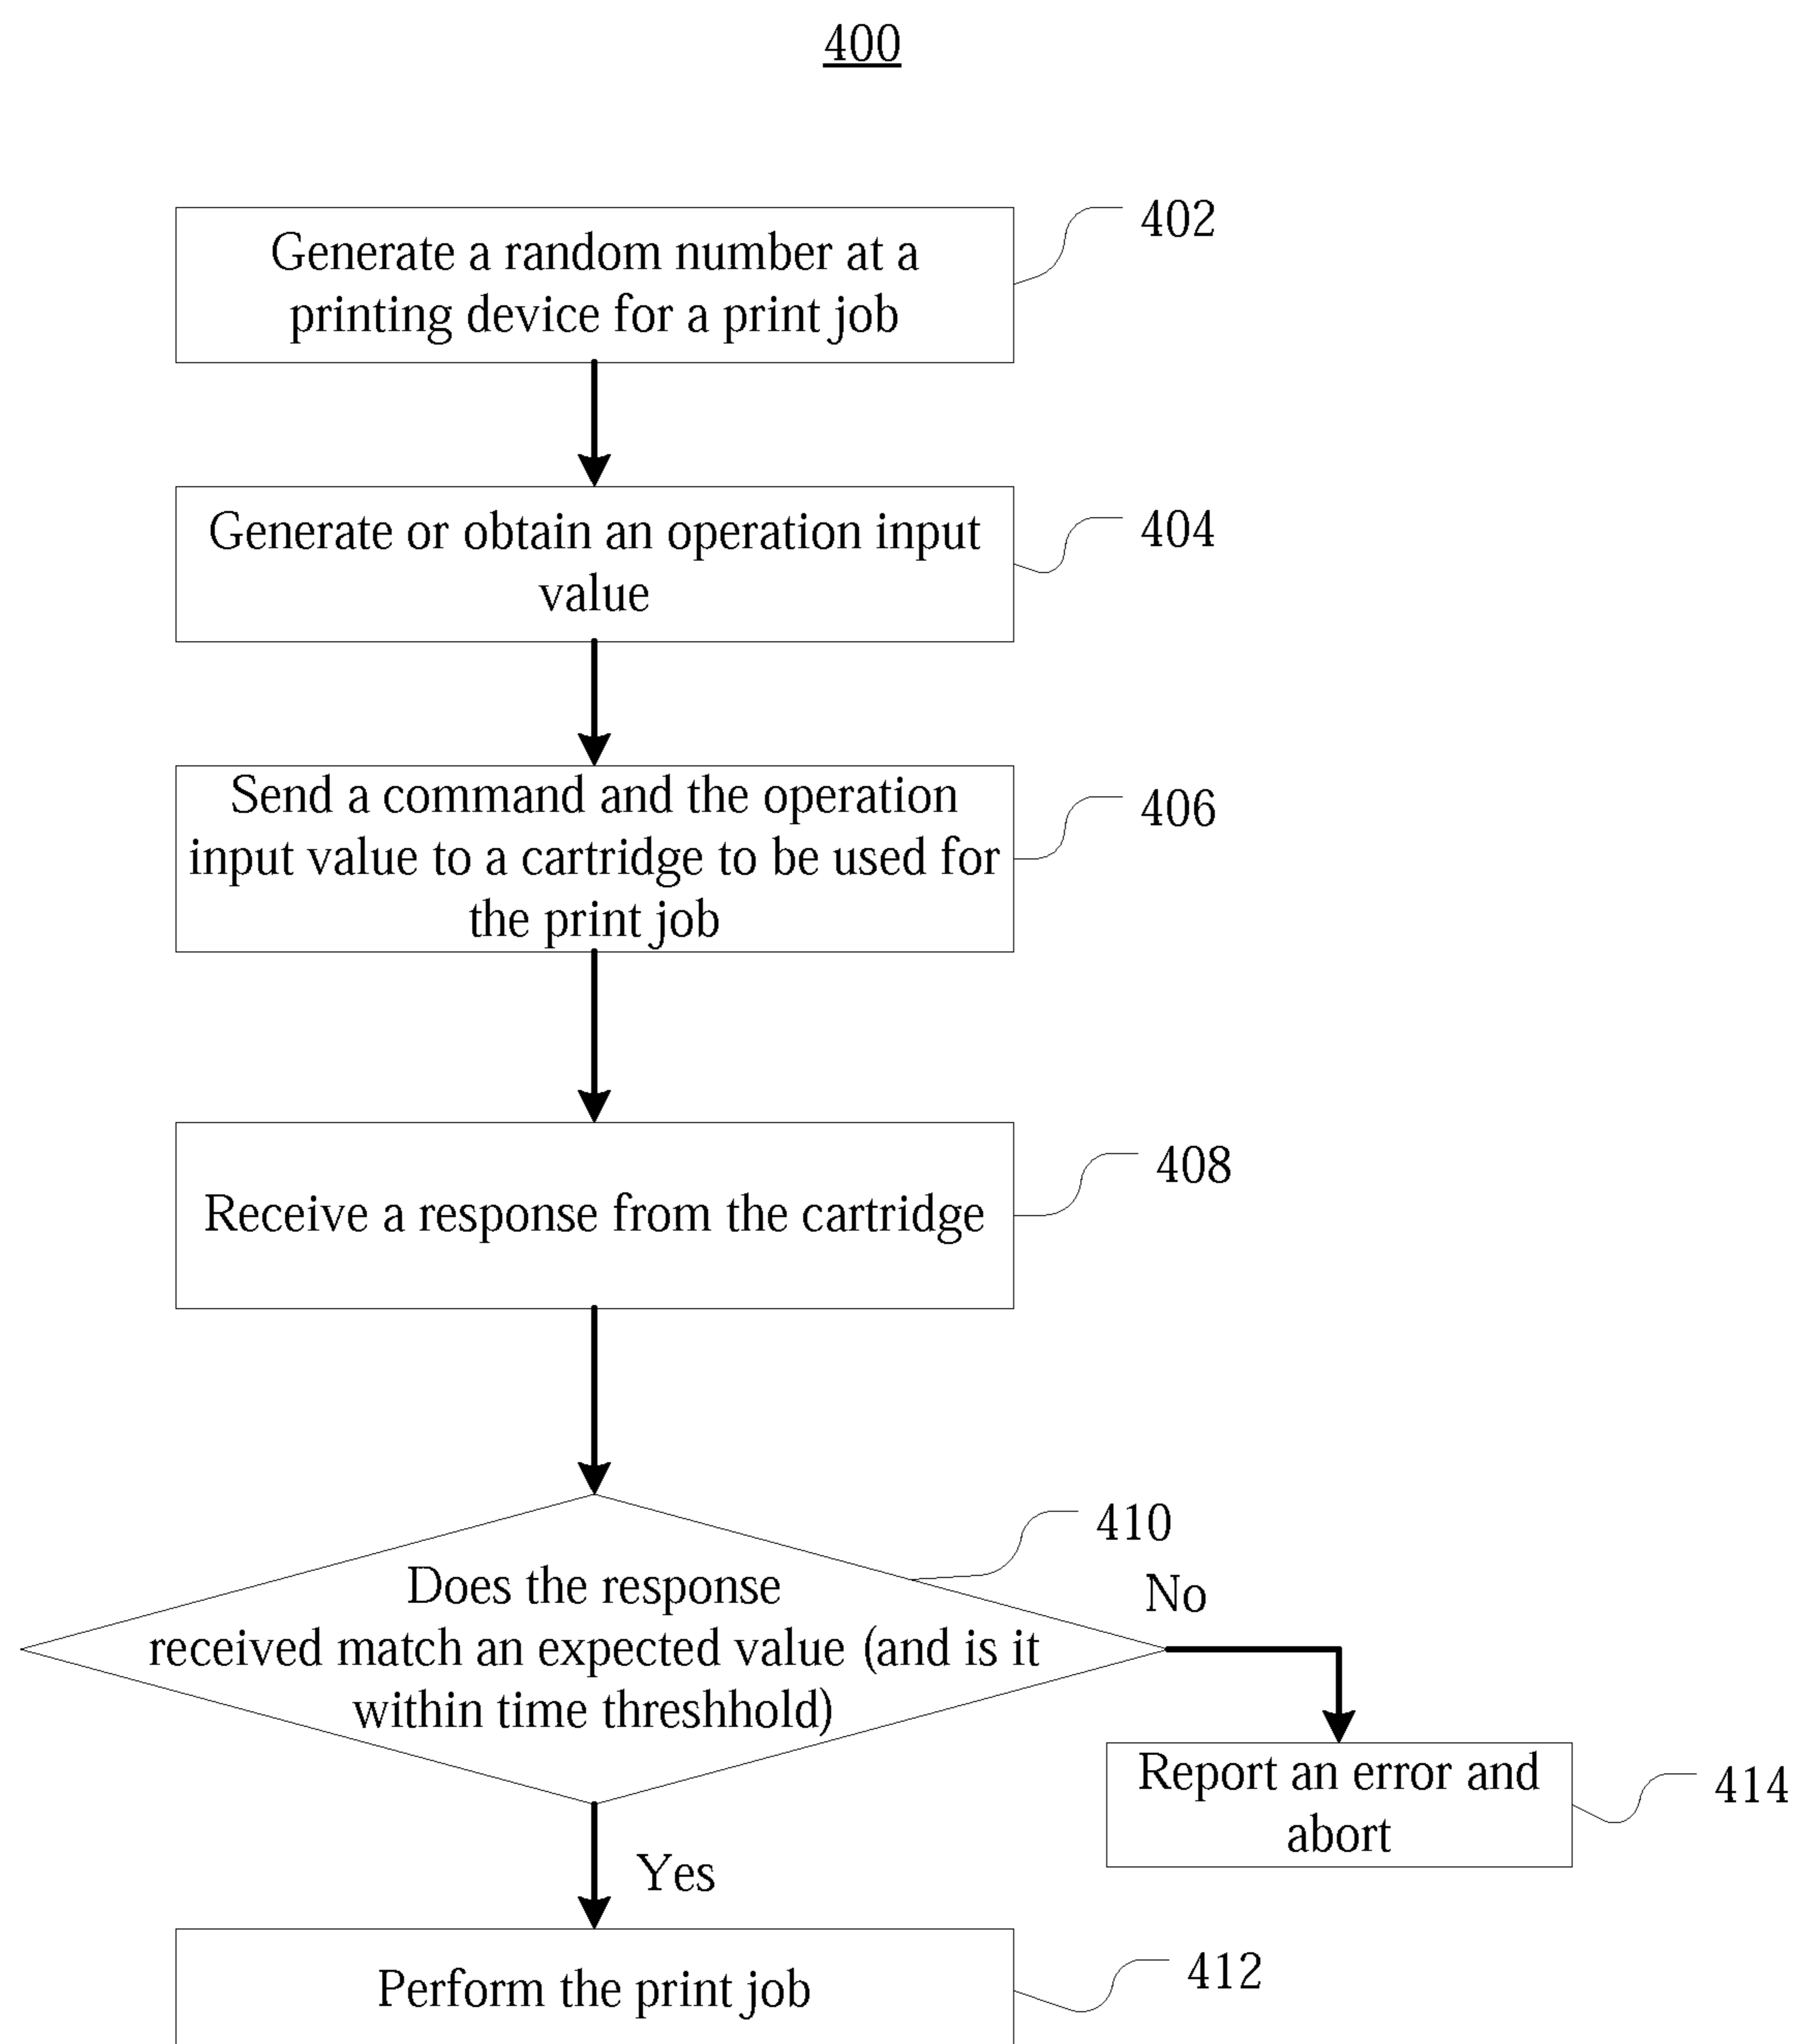 400
Generate a random number at a
printing device for a print job
402
Generate or obtain an operation input
value
404
Send a command and the operation
input value to a cartridge to be used for
the print job
406
Receive a response from the cartridge
408
Does the response
received match an expected value (and is it
within time threshhold)
410
No
Report an error and
abort
414
Yes
Perform the print job
412